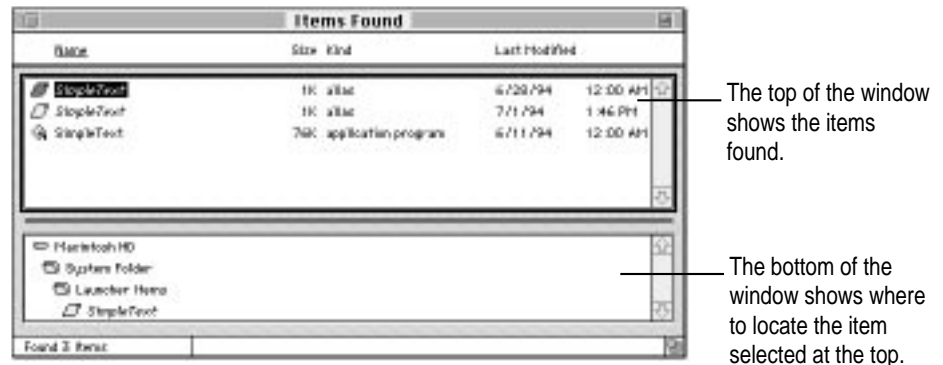 Items Found
Name Size Kind Last Modified
SimpleText 1K alias 6/28/94 12:00 AM
SimpleText 1K alias 7/1/94 1:46 PM
SimpleText 76K application program 6/11/94 12:00 AM
The top of the window
shows the items
found.
Macintosh HD
System Folder
Launcher Items
SimpleText
The bottom of the
window shows where
to locate the item
selected at the top.
Found 3 items